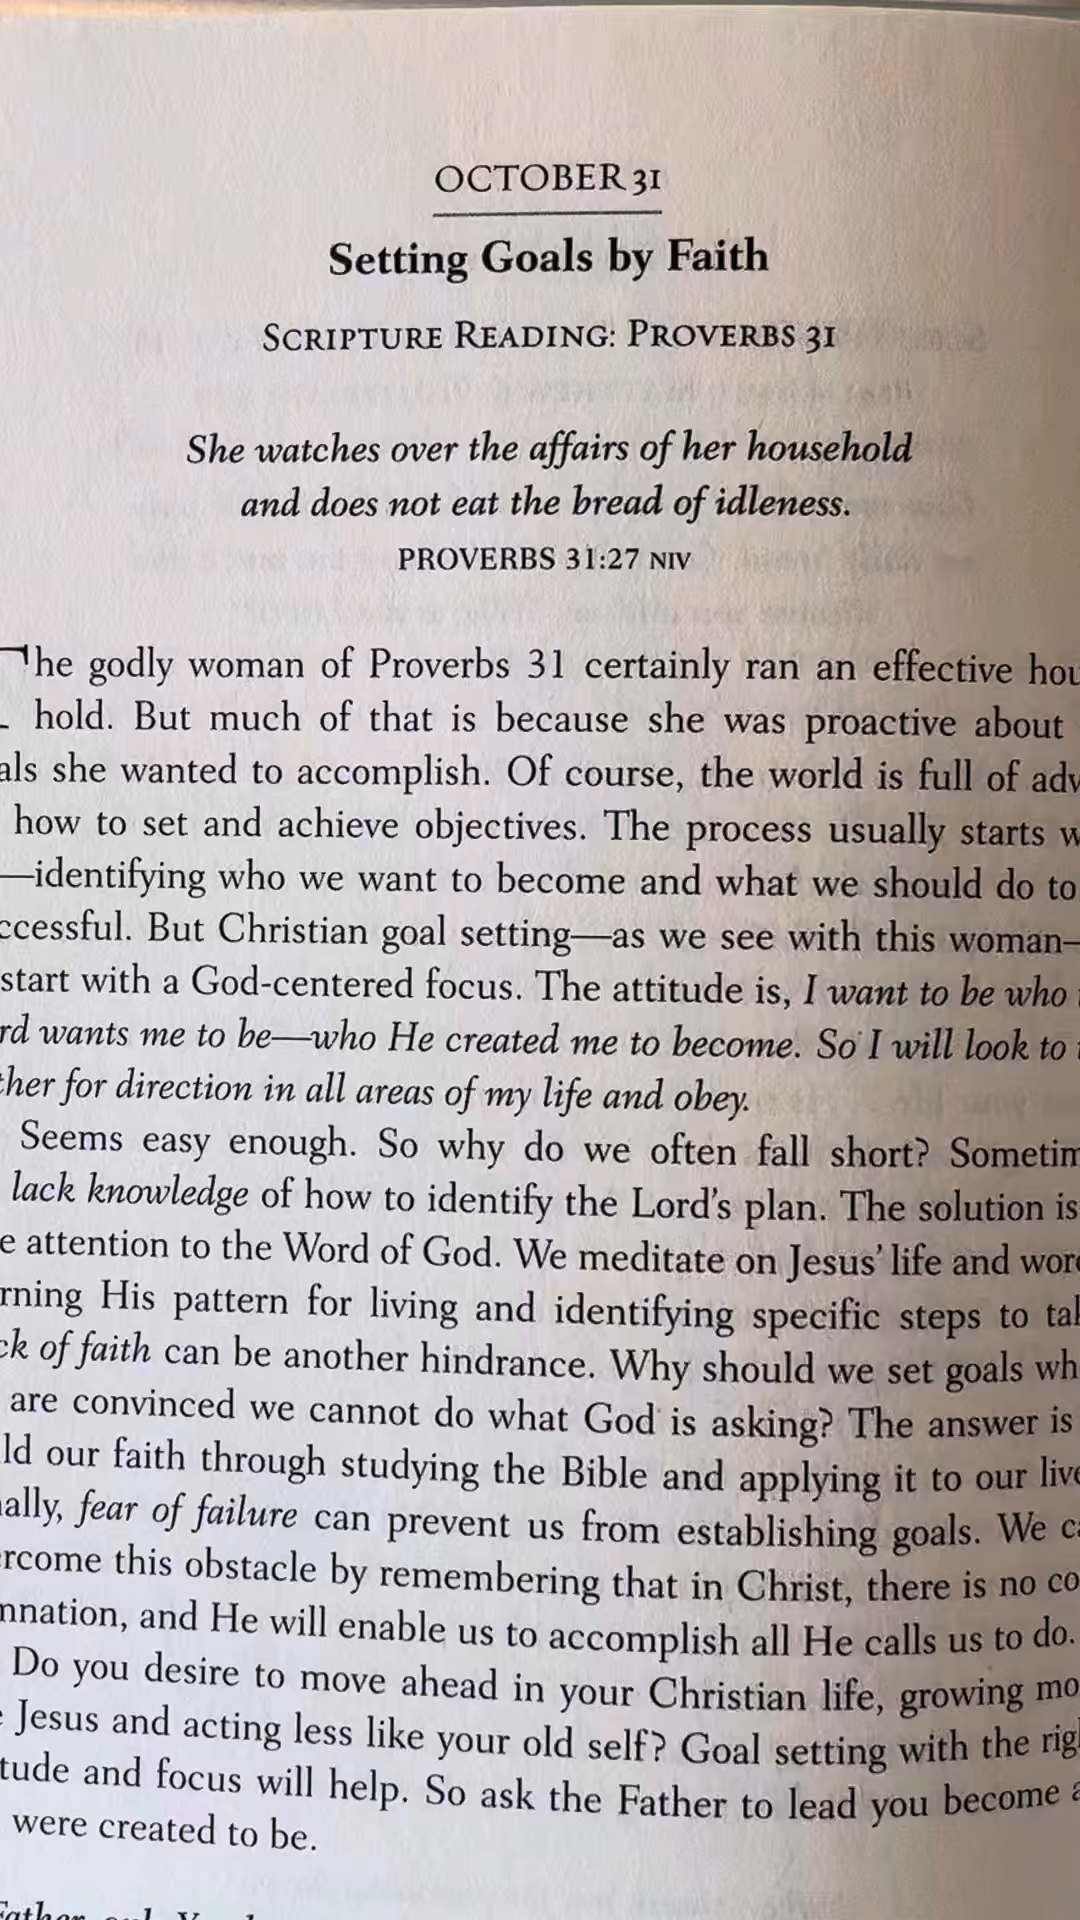 OCTOBER 31
Setting Goals by Faith
SCRIPTURE READING: PROVERBS 31
She watches over the affairs of her household
and does not eat the bread of idleness.
PROVERBS 31:27 NIV
The godly woman of Proverbs 31 certainly ran an effective hou
hold. But much of that is because she was proactive about
als she wanted to accomplish. Of course, the world is full of adv
how to set and achieve objectives. The process usually starts w
—identifying who we want to become and what we should do to
ccessful. But Christian goal setting—as we see with this woman—
start with a God-centered focus. The attitude is, I want to be who
rd wants me to be—who He created me to become. So I will look to
ther for direction in all areas of my life and obey.
Seems easy enough. So why do we often fall short? Sometim
lack knowledge of how to identify the Lord's plan. The solution is
e attention to the Word of God. We meditate on Jesus' life and word
rning His pattern for living and identifying specific steps to tak
ck of faith can be another hindrance. Why should we set goals wh
are convinced we cannot do what God is asking? The answer is
ld our faith through studying the Bible and applying it to our live
ally, fear of failure can prevent us from establishing goals. We ca
rcome this obstacle by remembering that in Christ, there is no co
mnation, and He will enable us to accomplish all He calls us to do.
Do you desire to move ahead in your Christian life, growing mo
e Jesus and acting less like your old self? Goal setting with the righ
tude and focus will help. So ask the Father to lead you become a
were created to be.